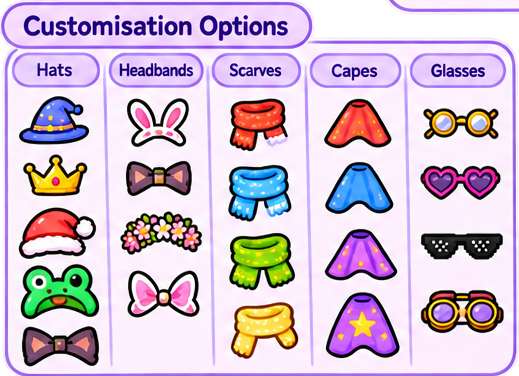 Customisation Options
Hats
Headbands
Scarves
Capes
Glasses